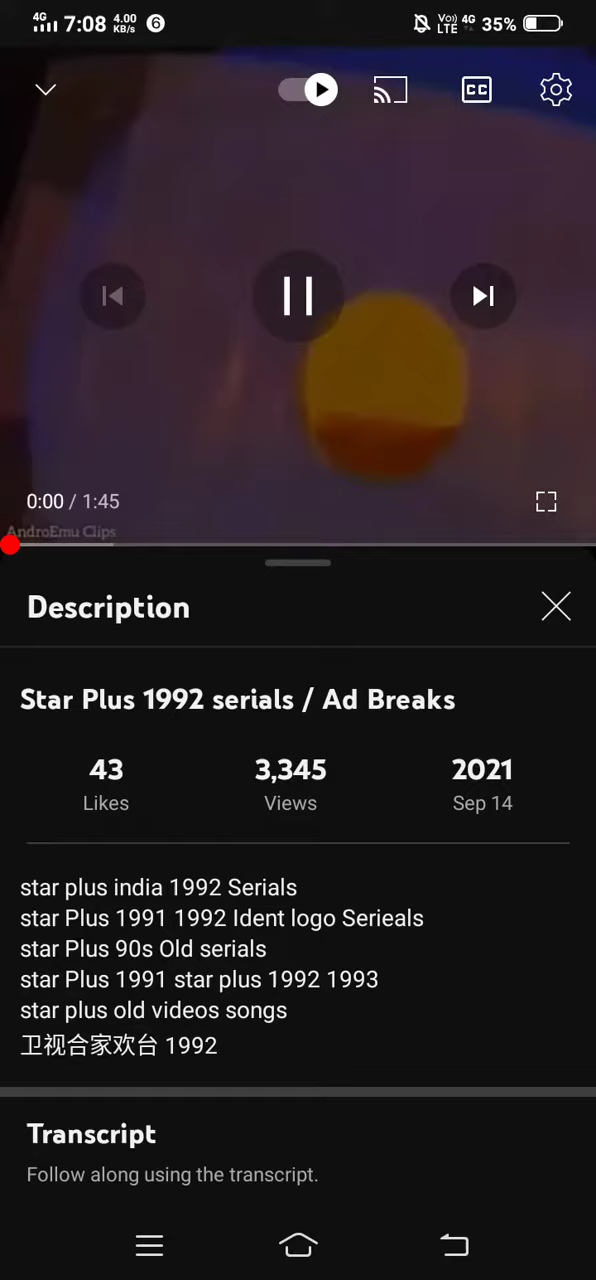 4G 7:08 4.00 KB/s 6 Vo) LTE 4G 35%
CC
0:00 / 1:45
AndroEmu Clips
Description
Star Plus 1992 serials / Ad Breaks
43 3,345 2021
Likes Views Sep 14
star plus india 1992 Serials
star Plus 1991 1992 Ident logo Serieals
star Plus 90s Old serials
star Plus 1991 star plus 1992 1993
star plus old videos songs
卫视合家欢台 1992
Transcript
Follow along using the transcript.